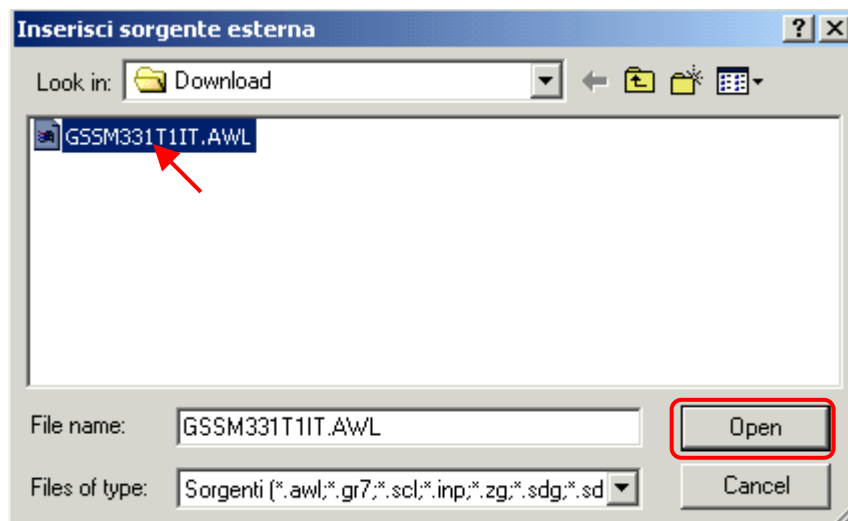 Inserisci sorgente esterna
Look in: Download
GSSM331T1IT.AWL
File name: GSSM331T1IT.AWL Open
Files of type: Sorgenti (*.awl;*.gr7;*.scl;*.inp;*.zg;*.sdg;*.sd Cancel